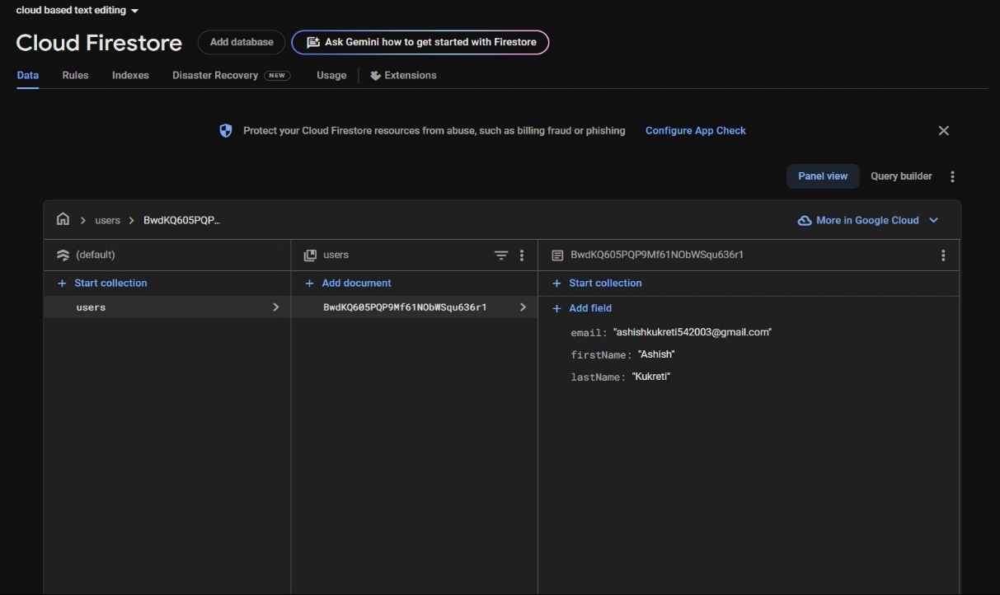 cloud based text editing
Cloud Firestore Add database Ask Gemini how to get started with Firestore
Data Rules Indexes Disaster Recovery NEW Usage Extensions
Protect your Cloud Firestore resources from abuse, such as billing fraud or phishing Configure App Check
Panel view Query builder
users BwdKQ605PQP... More in Google Cloud
(default) users BwdKQ605PQP9Mf61NObWSqu636r1
+ Start collection + Add document + Start collection
users BwdKQ605PQP9Mf61NObWSqu636r1 + Add field
email: "ashishkukreti542003@gmail.com"
firstName: "Ashish"
lastName: "Kukreti"